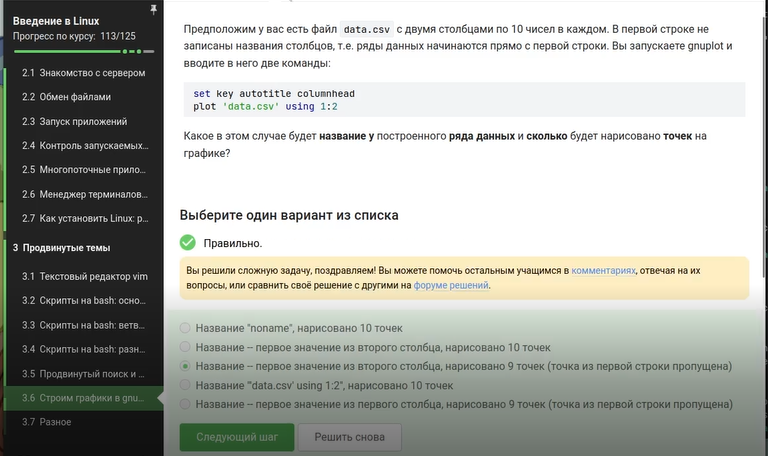 Введение в Linux
Прогресс по курсу: 113/125
2.1 Знакомство с сервером
2.2 Обмен файлами
2.3 Запуск приложений
2.4 Контроль запускаемых...
2.5 Многопоточные прило...
2.6 Менеджер терминалов...
2.7 Как установить Linux: р...
3 Продвинутые темы
3.1 Текстовый редактор vim
3.2 Скрипты на bash: осно...
3.3 Скрипты на bash: ветв...
3.4 Скрипты на bash: разн...
3.5 Продвинутый поиск и ...
3.6 Строим графики в gnu...
3.7 Разное
Предположим у вас есть файл data.csv с двумя столбцами по 10 чисел в каждом. В первой строке не
записаны названия столбцов, т.е. ряды данных начинаются прямо с первой строки. Вы запускаете gnuplot и
вводите в него две команды:
set key autotitle columnhead
plot 'data.csv' using 1:2
Какое в этом случае будет название у построенного ряда данных и сколько будет нарисовано точек на
графике?
Выберите один вариант из списка
Правильно.
Вы решили сложную задачу, поздравляем! Вы можете помочь остальным учащимся в комментариях, отвечая на их
вопросы, или сравнить своё решение с другими на форуме решений.
Название "noname", нарисовано 10 точек
Название -- первое значение из второго столбца, нарисовано 10 точек
Название -- первое значение из второго столбца, нарисовано 9 точек (точка из первой строки пропущена)
Название "'data.csv' using 1:2", нарисовано 10 точек
Название -- первое значение из первого столбца, нарисовано 9 точек (точка из первой строки пропущена)
Следующий шаг
Решить снова